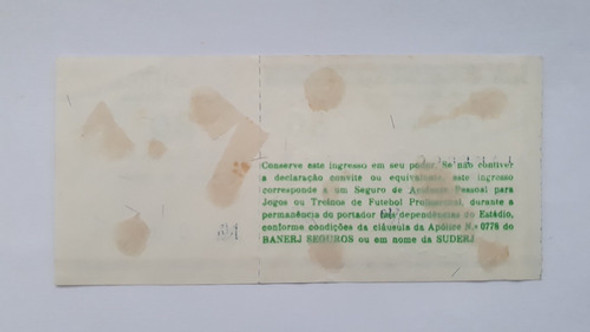 Conserve este ingresso em seu poder. Se não contiver
a declaração convite ou equivalente, este ingresso
corresponde a um Seguro de Acidente Pessoal para
Jogos ou Treinos de Futebol Profissional, durante a
permanência do portador nas dependências do Estádio,
conforme condições da cláusula da Apólice N.º 0778 do
BANERJ SEGUROS ou em nome da SUDERJ